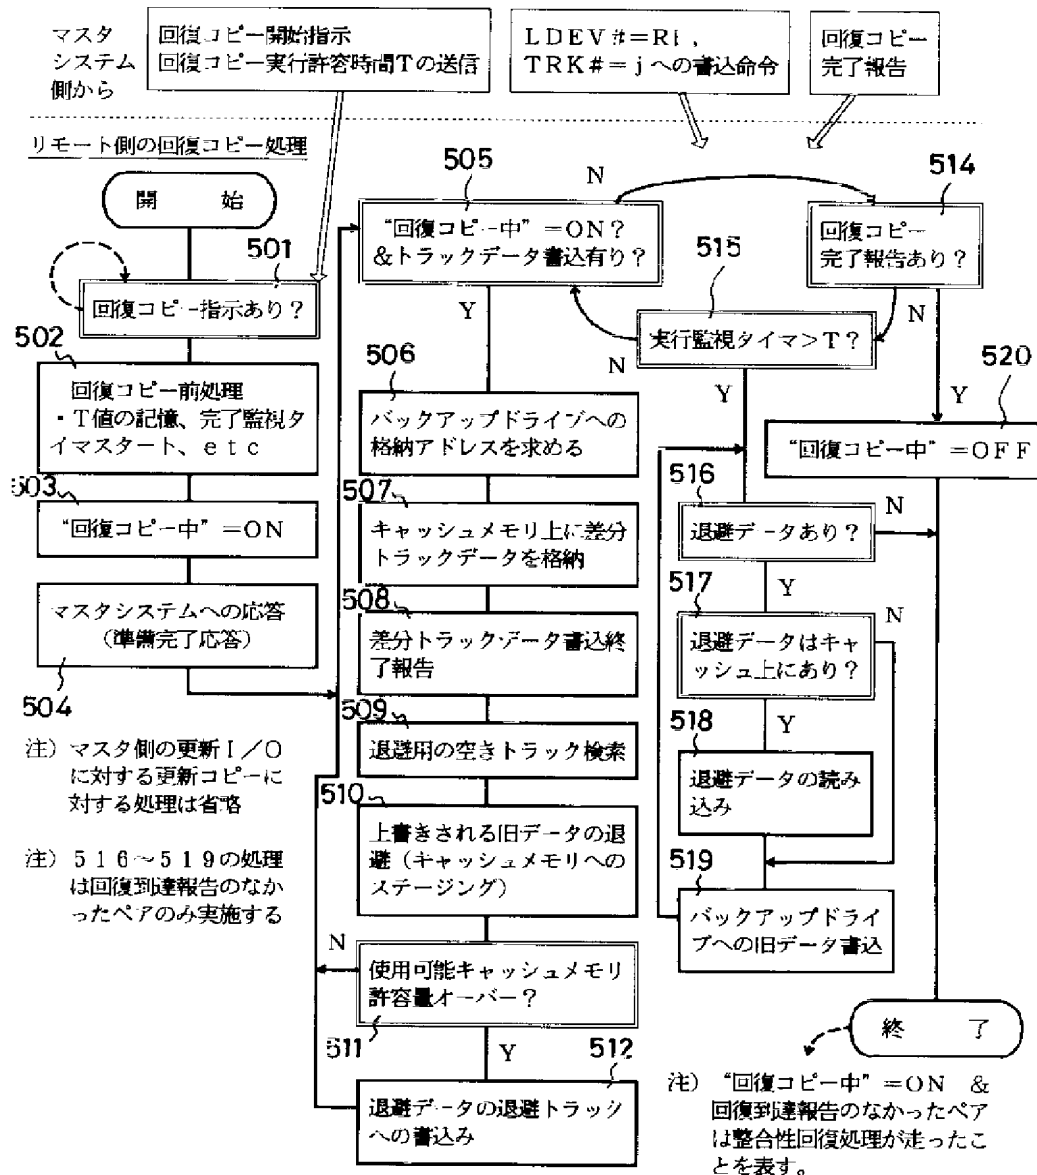 マスタ
システム
側から
回復コピー開始指示
回復コピー実行許容時間Tの送信
LDEV#=Ri,
TRK#=jへの書込命令
回復コピー
完了報告
リモート側の回復コピー処理
開 始
501
回復コピー指示あり?
502
回復コピー前処理
・T値の記憶、完了監視タ
イマスタート、etc
503
“回復コピー中”=ON
マスタシステムへの応答
(準備完了応答)
504
注) マスタ側の更新I/O
に対する更新コピーに
対する処理は省略
注) 516~519の処理
は回復到達報告のなか
ったペアのみ実施する
505
N
“回復コピー中”=ON?
&トラックデータ書込有り?
Y
506
バックアップドライブへの
格納アドレスを求める
507
キャッシュメモリ上に差分
トラックデータを格納
508
差分トラックデータ書込終
了報告
509
退避用の空きトラック検索
510
上書きされる旧データの退
避(キャッシュメモリへの
ステージング)
N
使用可能キャッシュメモリ
許容量オーバー?
511
Y
512
退避データの退避トラック
への書込み
514
回復コピー
完了報告あり?
515
N
実行監視タイマ>T?
N
Y
520
Y
“回復コピー中”=OFF
516
退避データあり?
N
517
Y
N
退避データはキャ
ッシュ上にあり?
518
Y
退避データの読み
込み
519
バックアップドライ
ブへの旧データ書込
終 了
注) “回復コピー中”=ON &
回復到達報告のなかったペア
は整合性回復処理が走ったこ
とを表す。